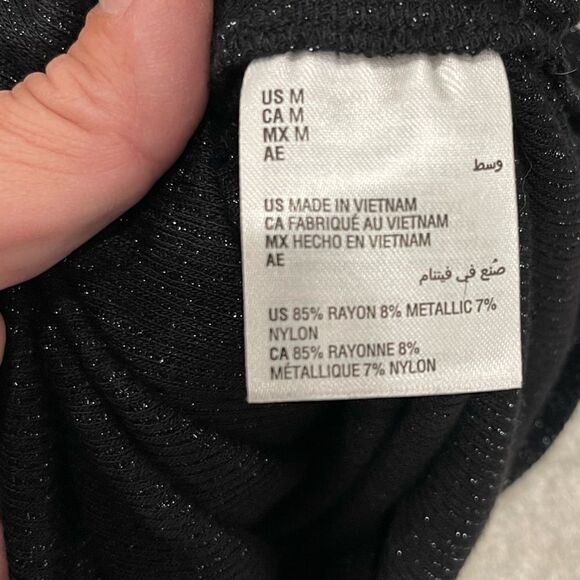 US M
CA M
MX M
AE
وسط
US MADE IN VIETNAM
CA FABRIQUÉ AU VIETNAM
MX HECHO EN VIETNAM
AE
صُنع في فيتنام
US 85% RAYON 8% METALLIC 7%
NYLON
CA 85% RAYONNE 8%
MÉTALLIQUE 7% NYLON